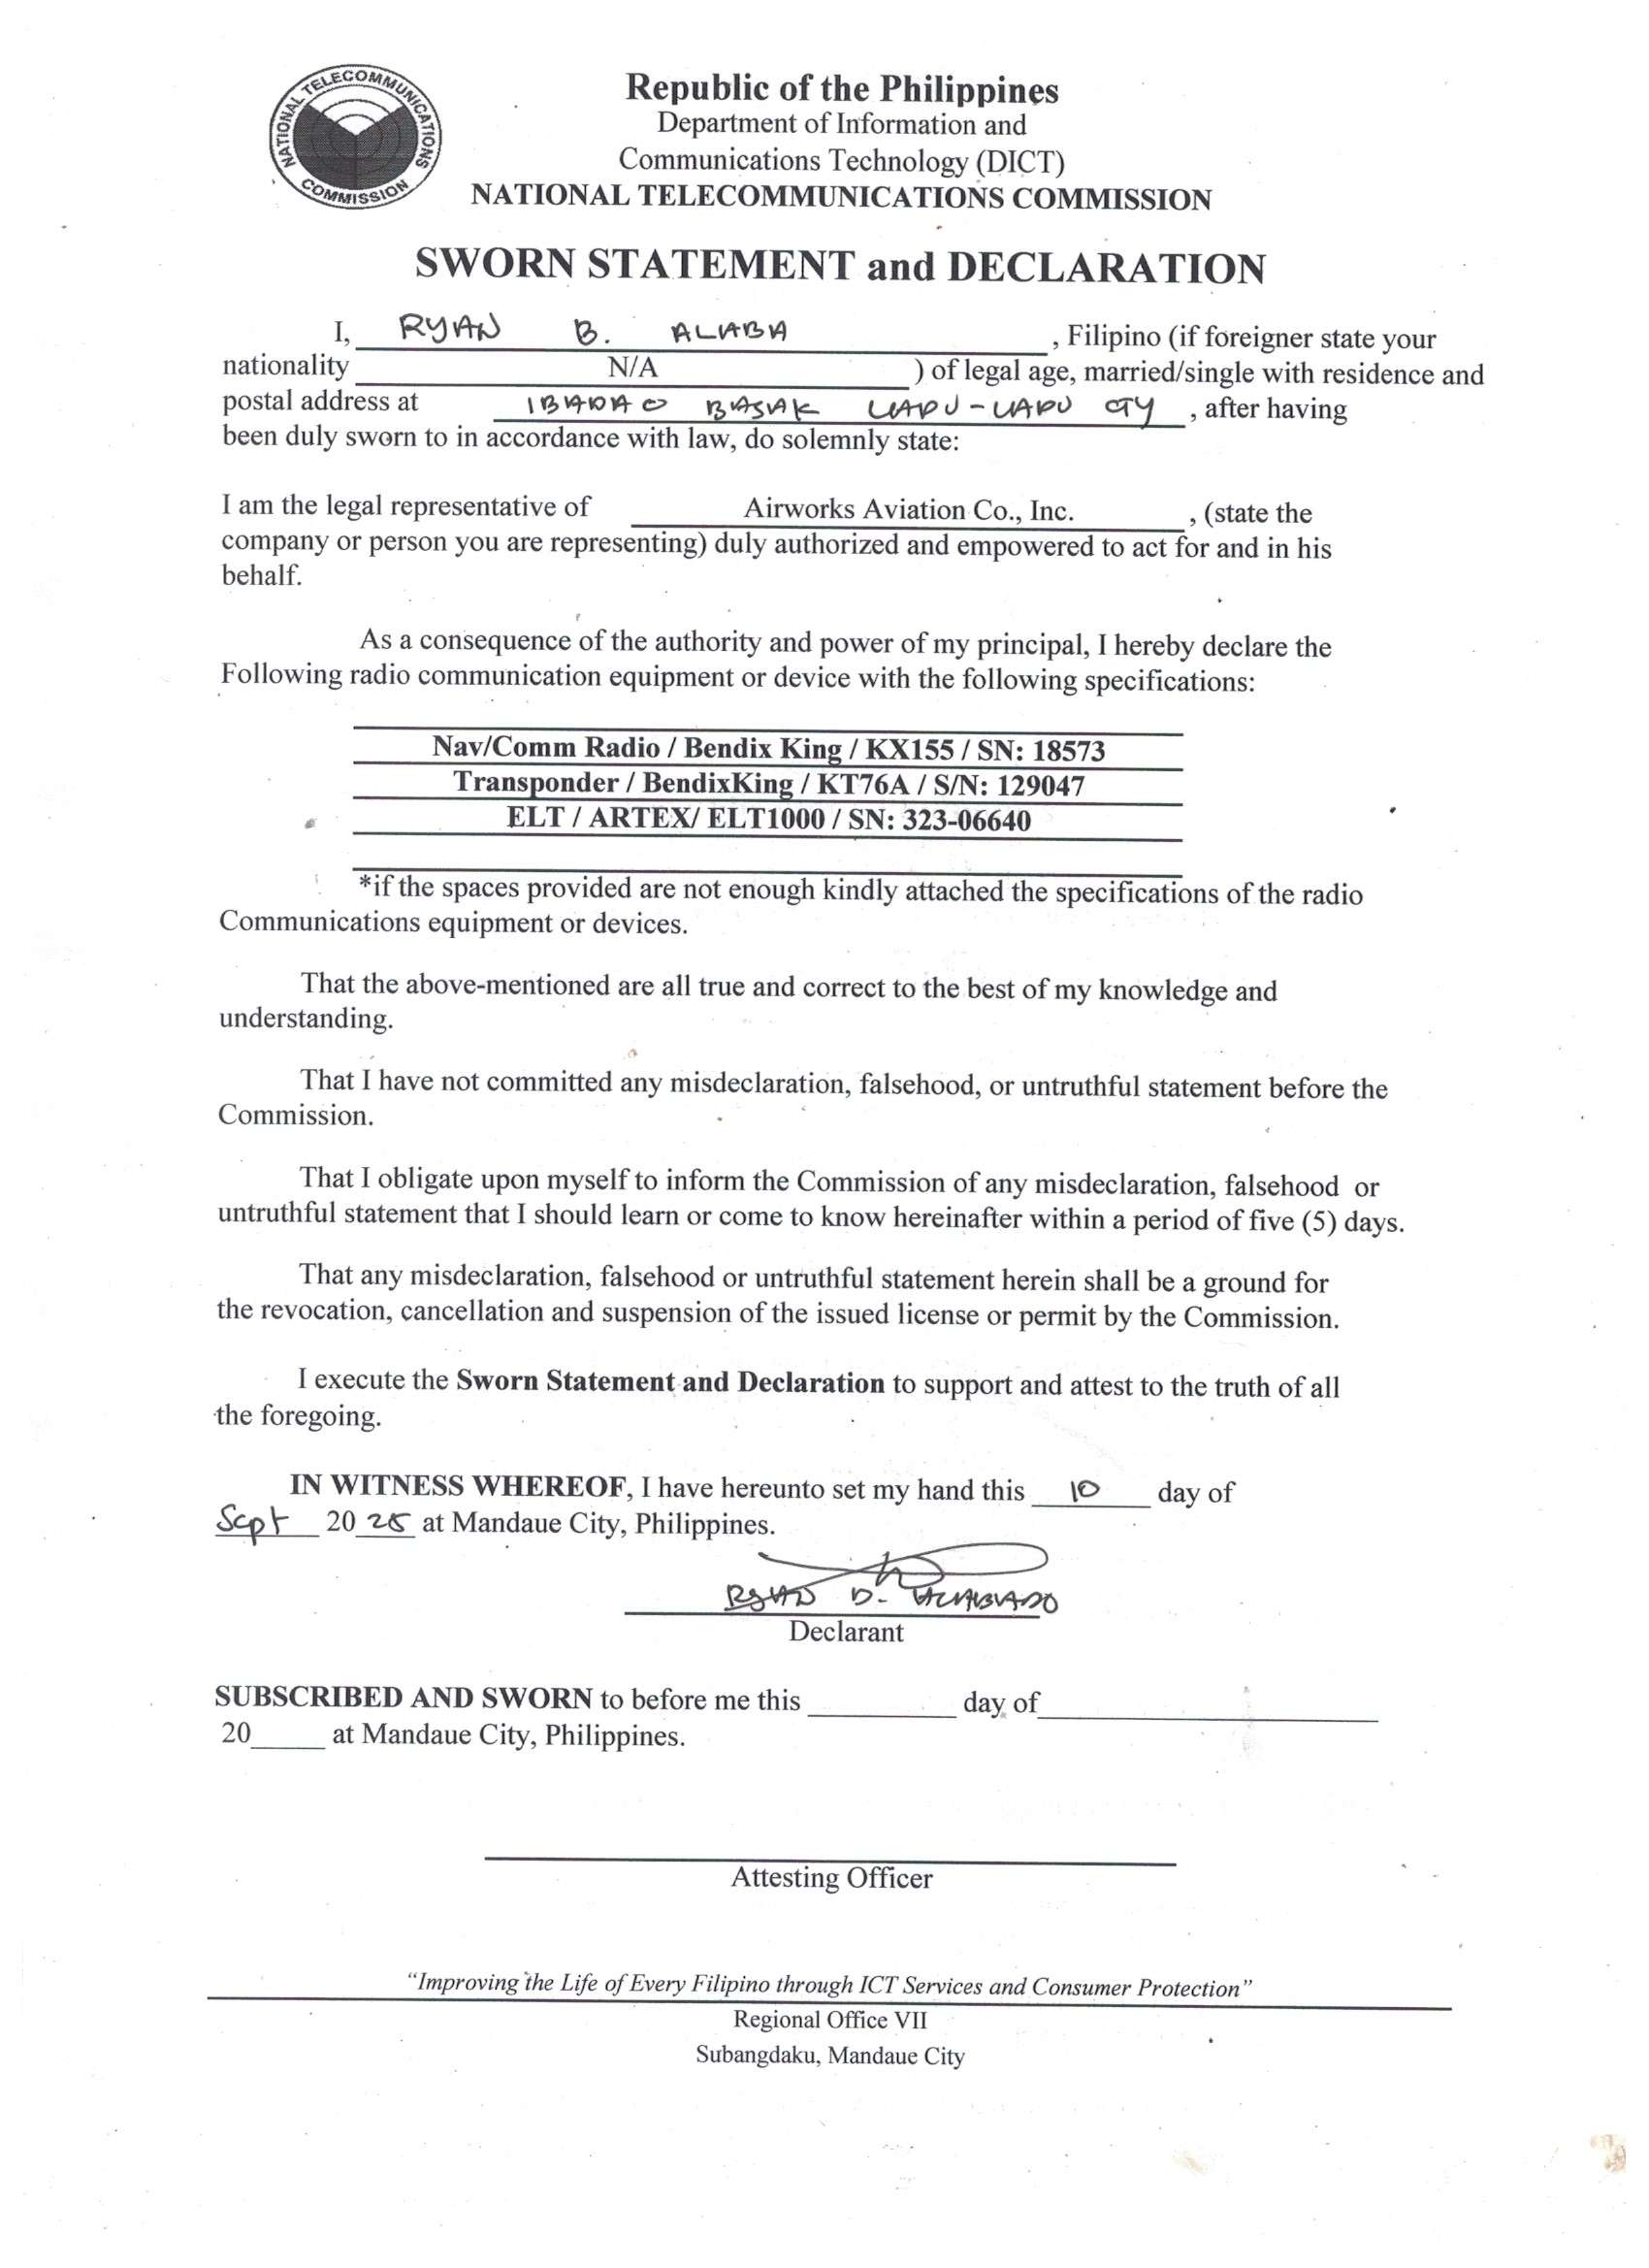 NATIONAL TELECOMMUNICATIONS COMMISSION
Republic of the Philippines
Department of Information and
Communications Technology (DICT)
NATIONAL TELECOMMUNICATIONS COMMISSION
SWORN STATEMENT and DECLARATION
I, RYAN B. ALABA, Filipino (if foreigner state your
nationality N/A ) of legal age, married/single with residence and
postal address at BASAK LAPU-LAPU CTY, after having
been duly sworn to in accordance with law, do solemnly state:
I am the legal representative of Airworks Aviation Co., Inc., (state the
company or person you are representing) duly authorized and empowered to act for and in his
behalf.
As a consequence of the authority and power of my principal, I hereby declare the
Following radio communication equipment or device with the following specifications:
Nav/Comm Radio / Bendix King / KX155 / SN: 18573
Transponder / BendixKing / KT76A / S/N: 129047
ELT / ARTEX/ ELT1000 / SN: 323-06640
*if the spaces provided are not enough kindly attached the specifications of the radio
Communications equipment or devices.
That the above-mentioned are all true and correct to the best of my knowledge and
understanding.
That I have not committed any misdeclaration, falsehood, or untruthful statement before the
Commission.
That I obligate upon myself to inform the Commission of any misdeclaration, falsehood or
untruthful statement that I should learn or come to know hereinafter within a period of five (5) days.
That any misdeclaration, falsehood or untruthful statement herein shall be a ground for
the revocation, cancellation and suspension of the issued license or permit by the Commission.
I execute the Sworn Statement and Declaration to support and attest to the truth of all
the foregoing.
IN WITNESS WHEREOF, I have hereunto set my hand this 10 day of
Sept 20 25 at Mandaue City, Philippines.
RYAN
Declarant
SUBSCRIBED AND SWORN to before me this ____ day of____
20____ at Mandaue City, Philippines.
Attesting Officer
"Improving the Life of Every Filipino through ICT Services and Consumer Protection"
Regional Office VII
Subangdaku, Mandaue City